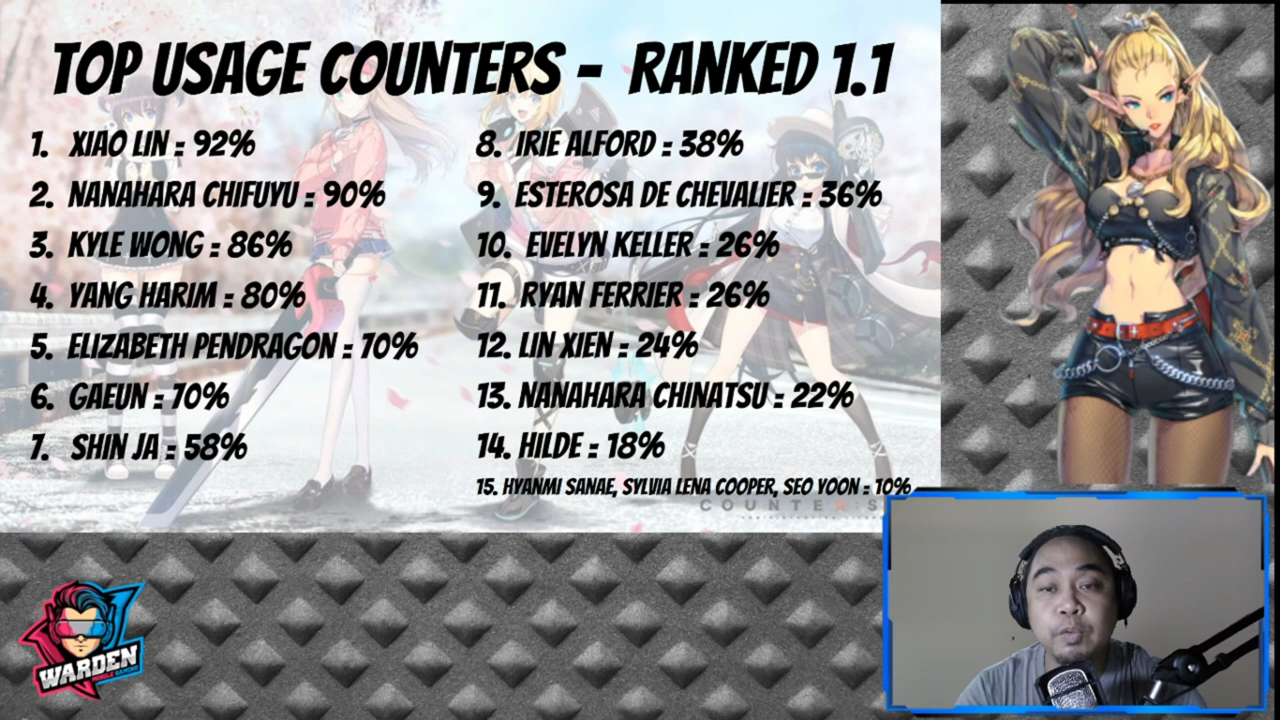 TOP USAGE COUNTERS - RANKED 1.1
1. XIAO LIN = 92%
2. NANAHARA CHIFUYU = 90%
3. KYLE WONG = 86%
4. YANG HARIM = 80%
5. ELIZABETH PENDRAGON = 70%
6. GAEUN = 70%
7. SHIN JA = 58%
8. IRIE ALFORD = 38%
9. ESTEROSA DE CHEVALIER = 36%
10. EVELYN KELLER = 26%
11. RYAN FERRIER = 26%
12. LIN XIEN = 24%
13. NANAHARA CHINATSU = 22%
14. HILDE = 18%
15. HYANMI SANAE, SYLVIA LENA COOPER, SEO YOON = 10%
COUNTER:S
WARDEN
MOBILE GAMING